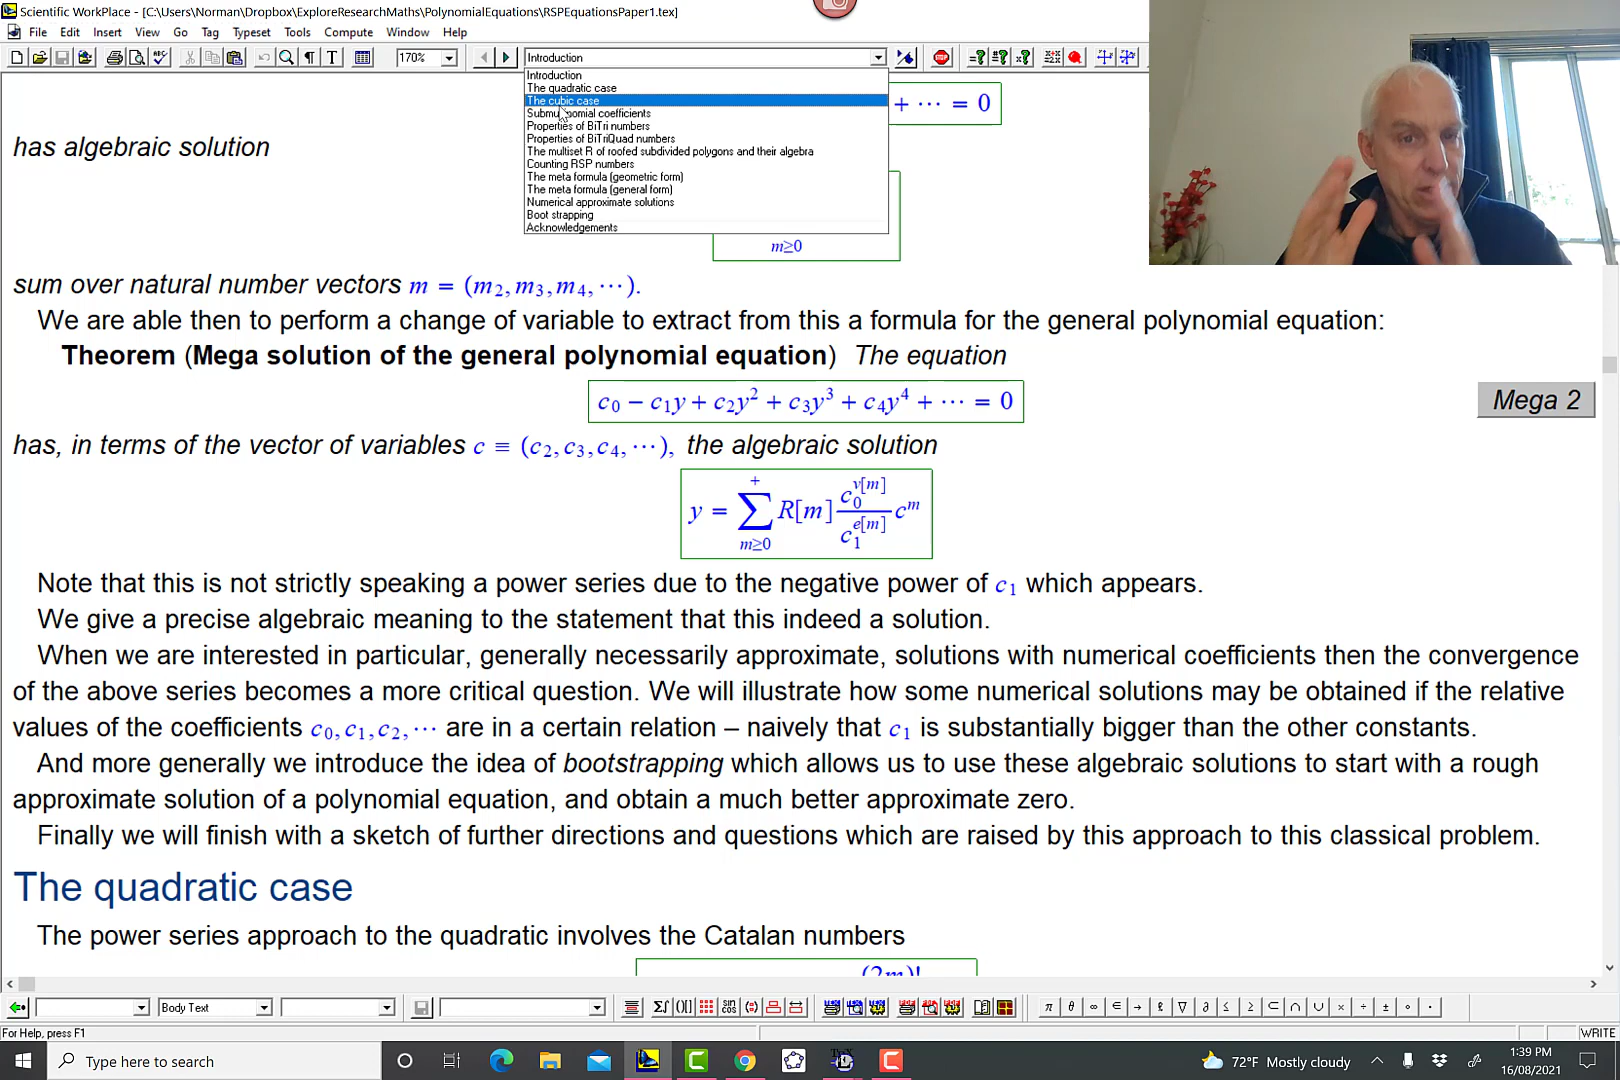 Scientific WorkPlace - [C:\Users\Norman\Dropbox\ExploreResearchMaths\PolynomialEquations\RSPEquationsPaper1.tex]
File Edit Insert View Go Tag Typeset Tools Compute Window Help
170% Introduction
Introduction
The quadratic case
The cubic case
Submultinomial coefficients
Properties of BiTri numbers
Properties of BiTriQuad numbers
The multiset R of roofed subdivided polygons and their algebra
Counting RSP numbers
The meta formula (geometric form)
The meta formula (general form)
Numerical approximate solutions
Boot strapping
Acknowledgements
+ ⋯ = 0
has algebraic solution
m≥0
sum over natural number vectors m = (m₂, m₃, m₄, ⋯).
We are able then to perform a change of variable to extract from this a formula for the general polynomial equation:
Theorem (Mega solution of the general polynomial equation) The equation
c₀ − c₁y + c₂y² + c₃y³ + c₄y⁴ + ⋯ = 0
Mega 2
has, in terms of the vector of variables c ≡ (c₂, c₃, c₄, ⋯), the algebraic solution
y = ∑⁺_{m≥0} R[m] c₀^{v[m]} / c₁^{e[m]} c^m
Note that this is not strictly speaking a power series due to the negative power of c₁ which appears.
We give a precise algebraic meaning to the statement that this indeed a solution.
When we are interested in particular, generally necessarily approximate, solutions with numerical coefficients then the convergence
of the above series becomes a more critical question. We will illustrate how some numerical solutions may be obtained if the relative
values of the coefficients c₀, c₁, c₂, ⋯ are in a certain relation – naively that c₁ is substantially bigger than the other constants.
And more generally we introduce the idea of bootstrapping which allows us to use these algebraic solutions to start with a rough
approximate solution of a polynomial equation, and obtain a much better approximate zero.
Finally we will finish with a sketch of further directions and questions which are raised by this approach to this classical problem.
The quadratic case
The power series approach to the quadratic involves the Catalan numbers
(2m)!
Body Text
For Help, press F1
WRITE
Type here to search
72°F Mostly cloudy
1:39 PM
16/08/2021